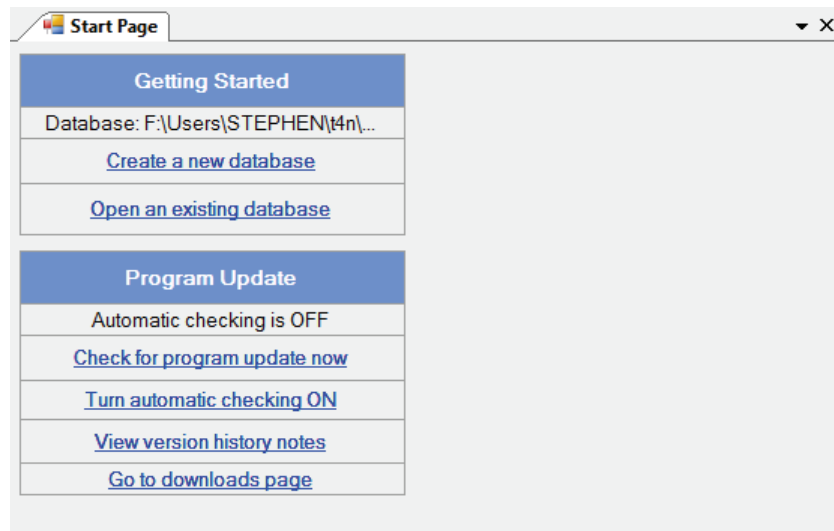 Start Page
Getting Started
Database: F:\Users\STEPHEN\t4n\...
Create a new database
Open an existing database
Program Update
Automatic checking is OFF
Check for program update now
Turn automatic checking ON
View version history notes
Go to downloads page